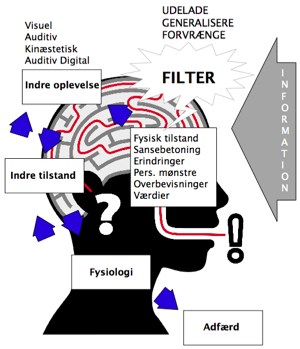 Visuel
Auditiv
Kinæstetisk
Auditiv Digital
UDELADE
GENERALISERE
FORVRÆNGE
FILTER
INFORMATION
Indre oplevelse
Fysisk tilstand
Sansebetoning
Erindringer
Pers. mønstre
Overbevisninger
Værdier
Indre tilstand
?
!
Fysiologi
Adfærd